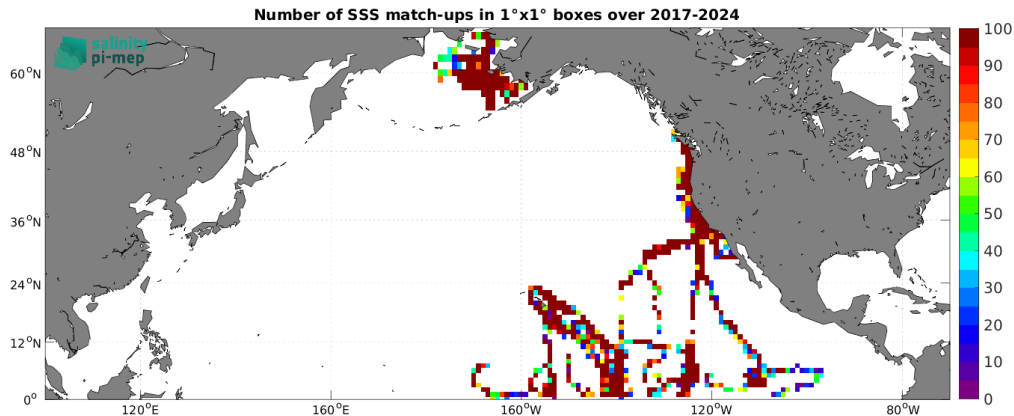 Number of SSS match-ups in 1°x1° boxes over 2017-2024
salinity
pi-mep
60°N
48°N
36°N
24°N
12°N
0°
120°E
160°E
160°W
120°W
80°W
100
90
80
70
60
50
40
30
20
10
0